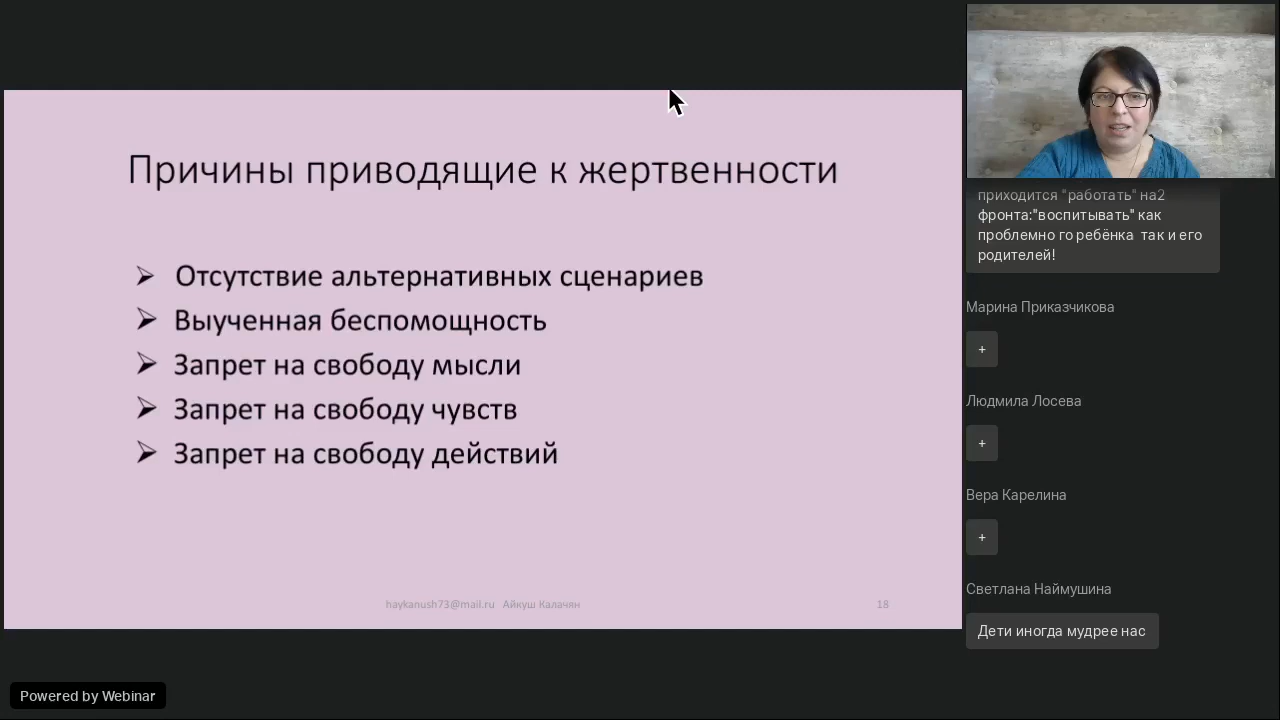 Причины приводящие к жертвенности
Отсутствие альтернативных сценариев
Выученная беспомощность
Запрет на свободу мысли
Запрет на свободу чувств
Запрет на свободу действий
haykanush73@mail.ru Айкуш Калачян
18
приходится "работать" на2
фронта:"воспитывать" как
проблемно го ребёнка так и его
родителей!
Марина Приказчикова
+
Людмила Лосева
+
Вера Карелина
+
Светлана Наймушина
Дети иногда мудрее нас
Powered by Webinar